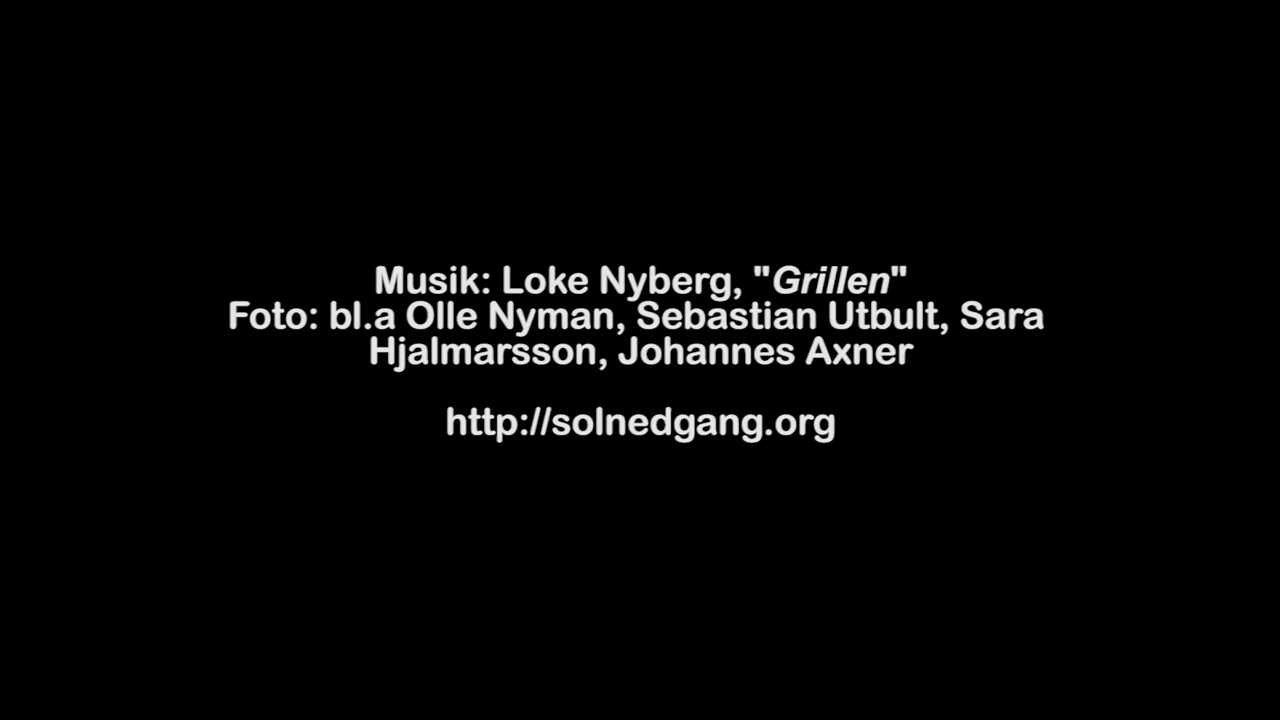 Musik: Loke Nyberg, "Grillen"
Foto: bl.a Olle Nyman, Sebastian Utbult, Sara
Hjalmarsson, Johannes Axner
http://solnedgang.org